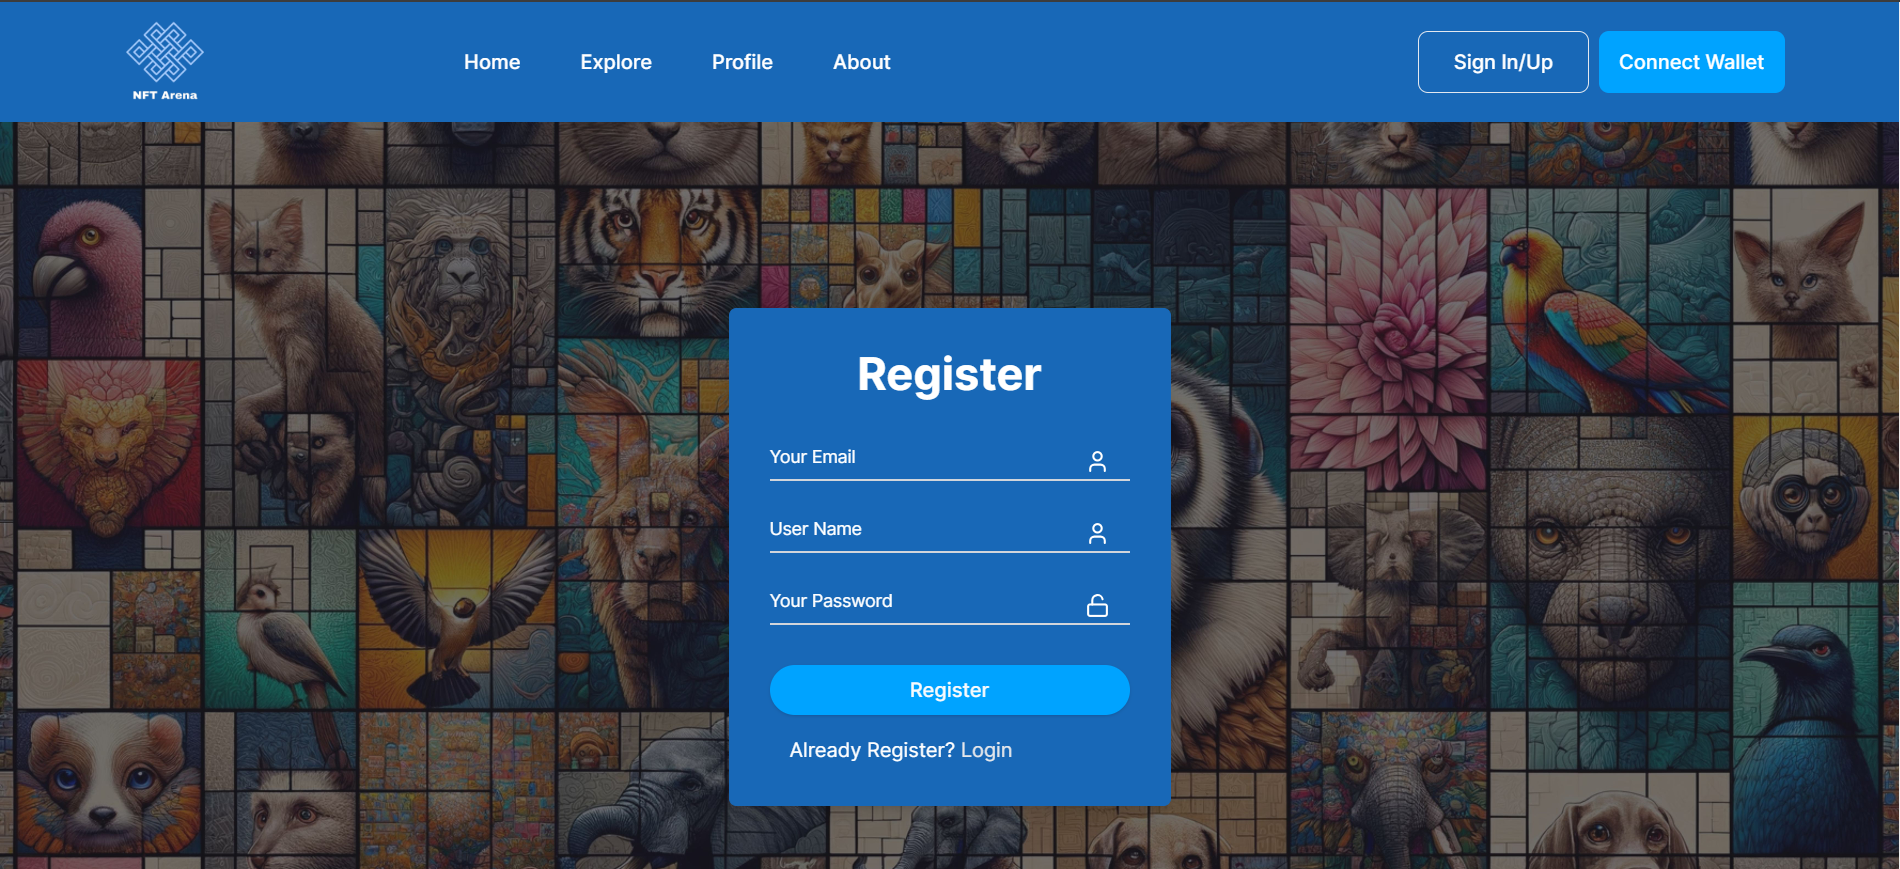 NFT Arena
Home
Explore
Profile
About
Sign In/Up
Connect Wallet
Register
Your Email
User Name
Your Password
Register
Already Register? Login